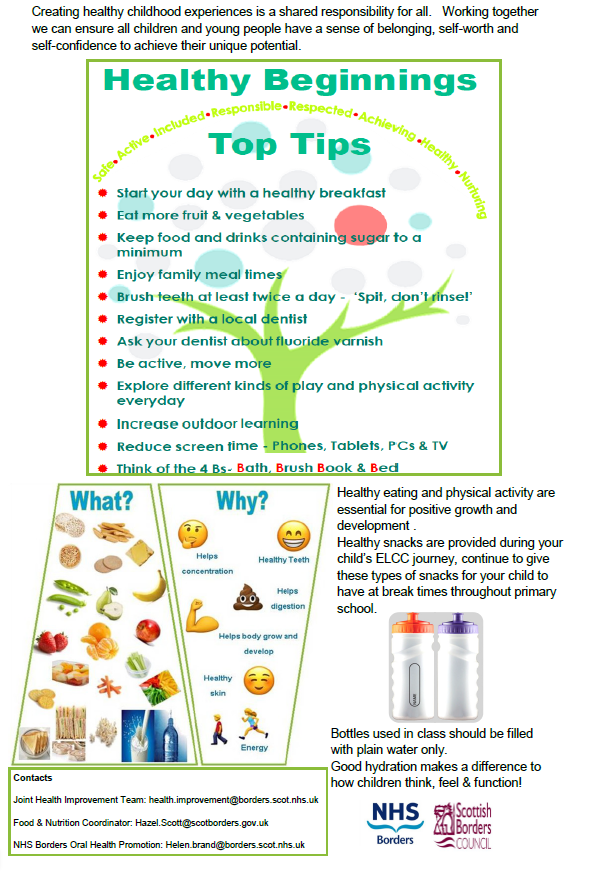 Creating healthy childhood experiences is a shared responsibility for all.   Working together
we can ensure all children and young people have a sense of belonging, self-worth and
self-confidence to achieve their unique potential.
Healthy Beginnings
Safe•Active•Included•Responsible•Respected•Achieving•Healthy•Nurturing
Top Tips
Start your day with a healthy breakfast
Eat more fruit & vegetables
Keep food and drinks containing sugar to a
minimum
Enjoy family meal times
Brush teeth at least twice a day - ‘Spit, don’t rinse!’
Register with a local dentist
Ask your dentist about fluoride varnish
Be active, move more
Explore different kinds of play and physical activity
everyday
Increase outdoor learning
Reduce screen time - Phones, Tablets, PCs & TV
Think of the 4 Bs- Bath, Brush Book & Bed
What?
Why?
Helps
concentration
Healthy Teeth
Helps
digestion
Helps body grow and
develop
Healthy
skin
Energy
Healthy eating and physical activity are
essential for positive growth and
development .
Healthy snacks are provided during your
child’s ELCC journey, continue to give
these types of snacks for your child to
have at break times throughout primary
school.
NAME
Bottles used in class should be filled
with plain water only.
Good hydration makes a difference to
how children think, feel & function!
Contacts
Joint Health Improvement Team: health.improvement@borders.scot.nhs.uk
Food & Nutrition Coordinator: Hazel.Scott@scotborders.gov.uk
NHS Borders Oral Health Promotion: Helen.brand@borders.scot.nhs.uk
NHS
Borders
Scottish
Borders
COUNCIL